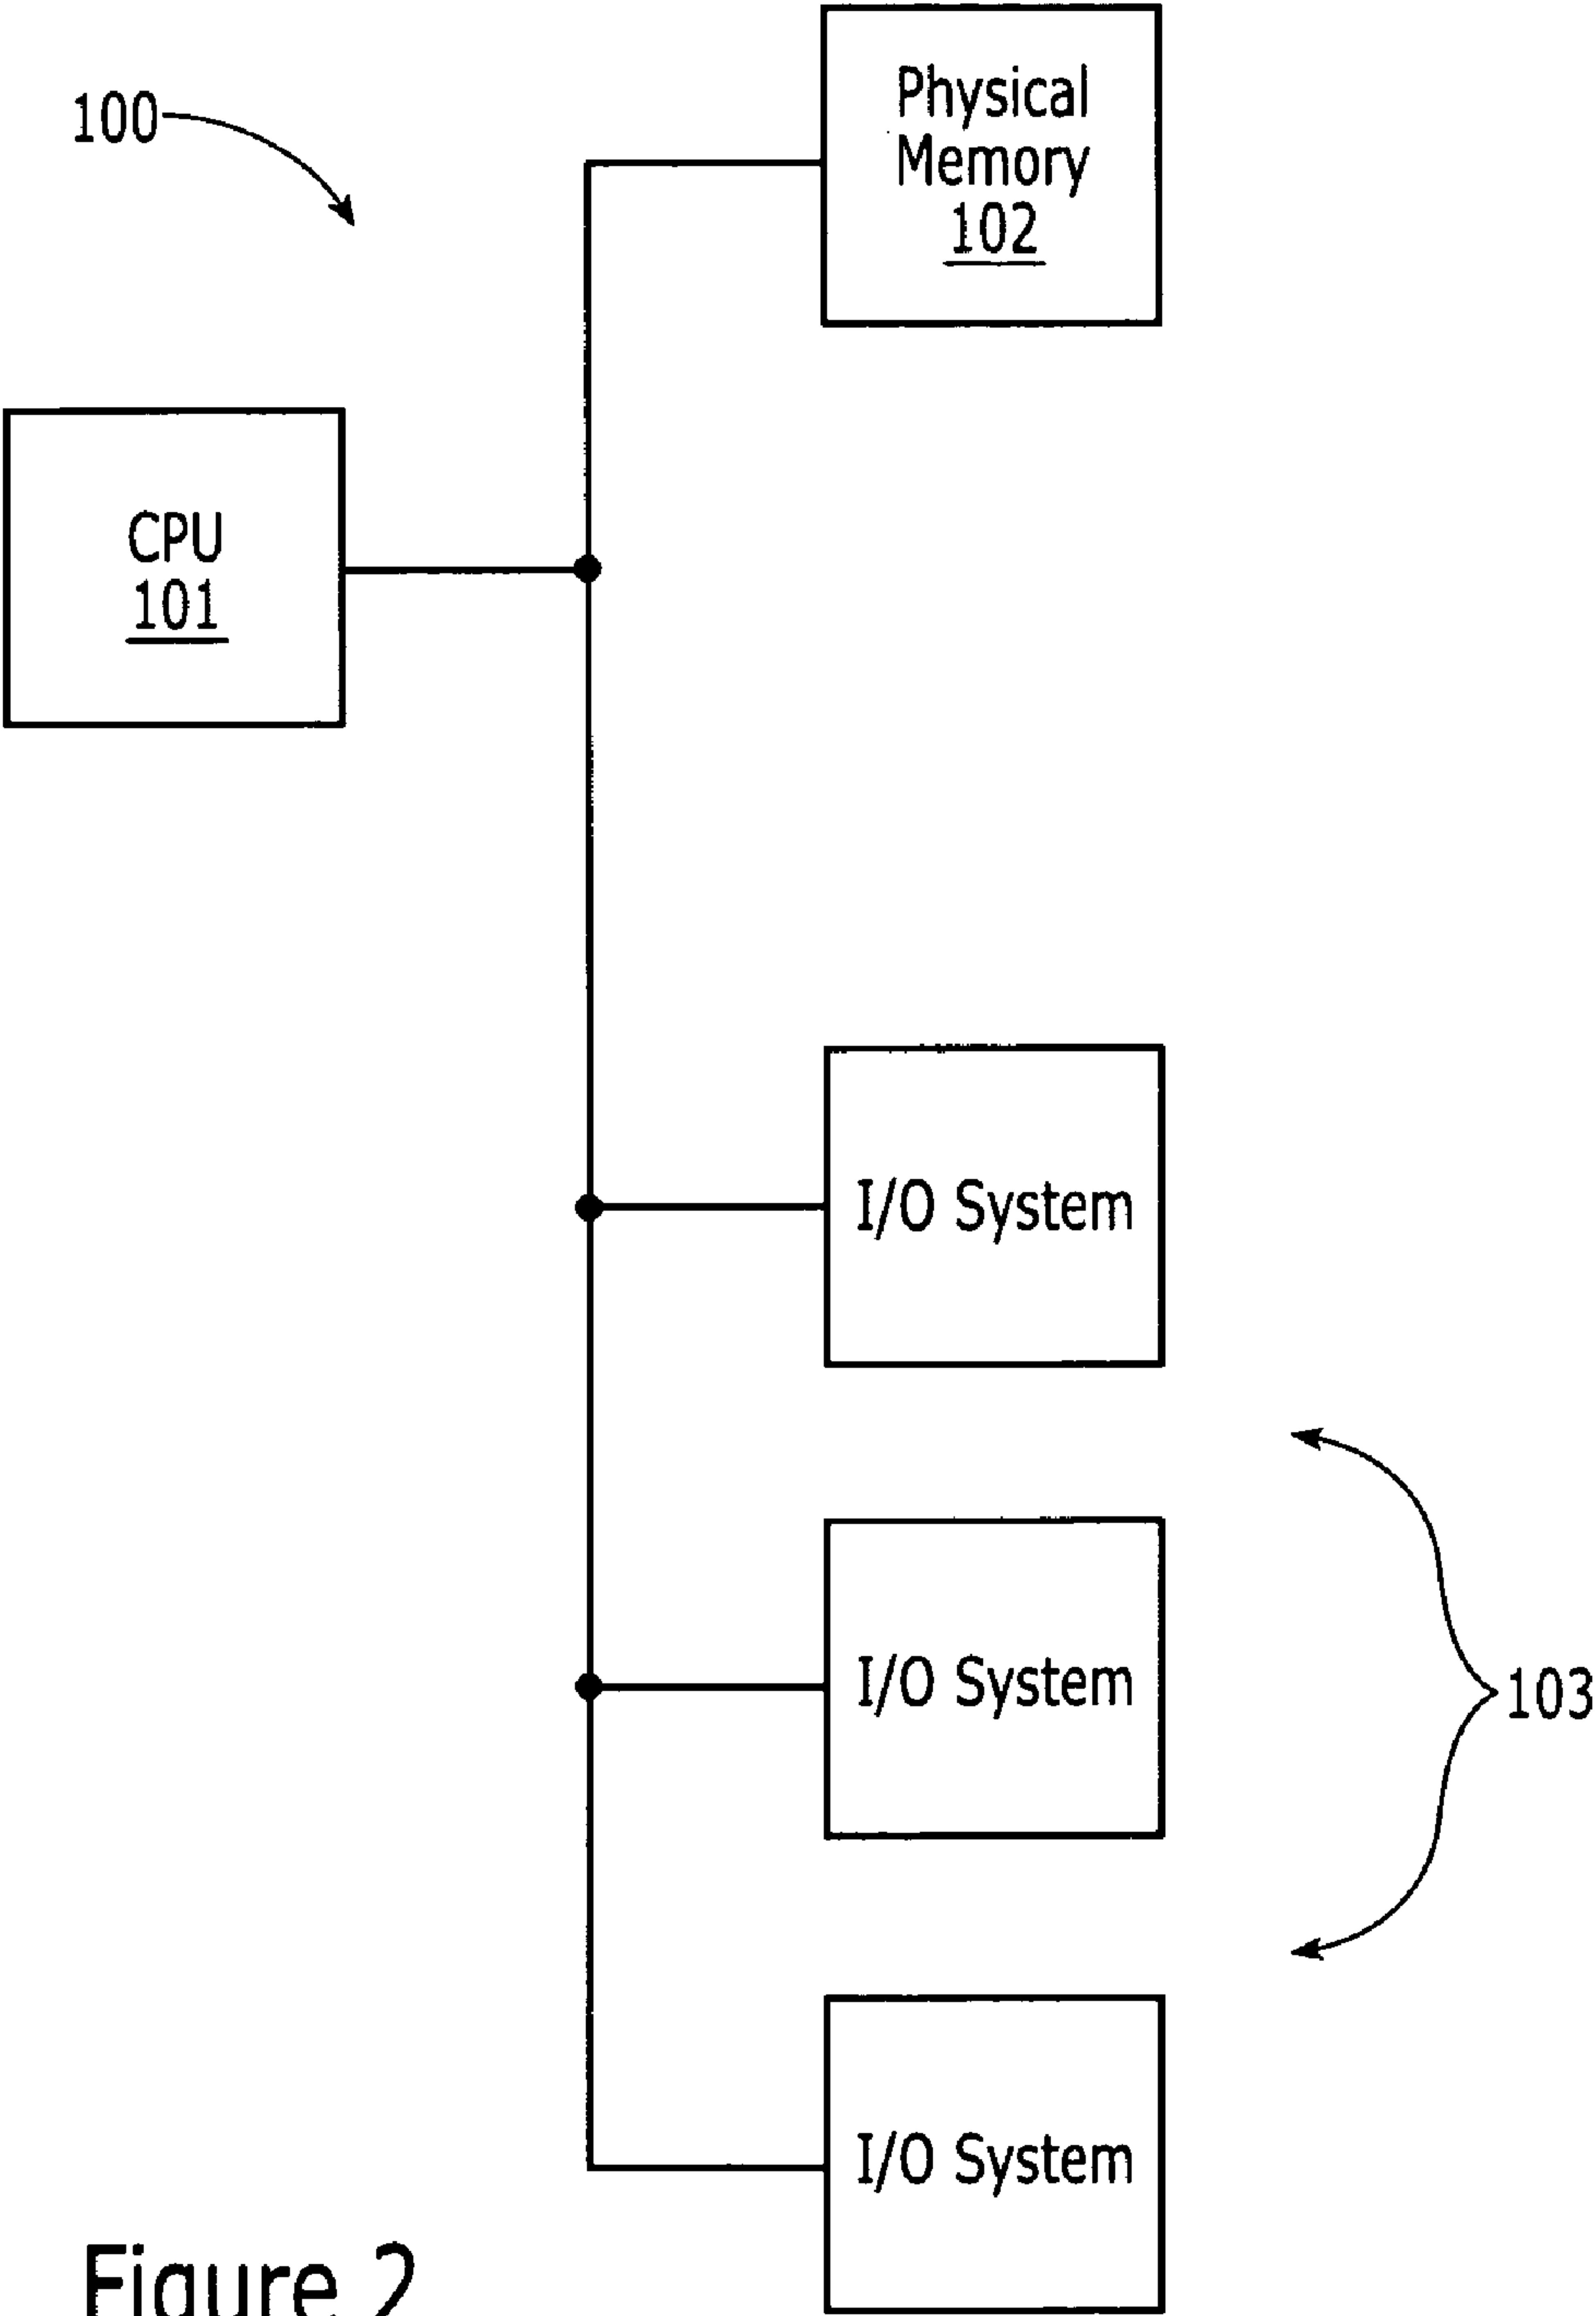 100
Physical
Memory
102
CPU
101
I/O System
I/O System
103
I/O System
Figure 2